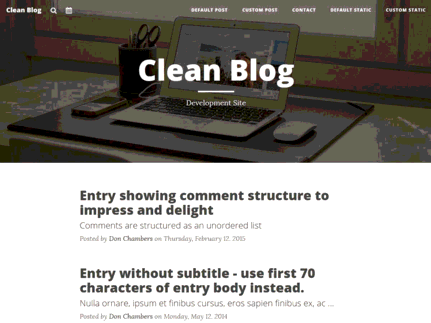 Clean Blog DEFAULT POST CUSTOM POST CONTACT DEFAULT STATIC CUSTOM STATIC
Clean Blog
Development Site
Entry showing comment structure to
impress and delight
Comments are structured as an unordered list
Posted by Don Chambers on Thursday, February 12, 2015
Entry without subtitle - use first 70
characters of entry body instead.
Nulla ornare, ipsum et finibus cursus, eros sapien finibus ex, ac ...
Posted by Don Chambers on Monday, May 12, 2014